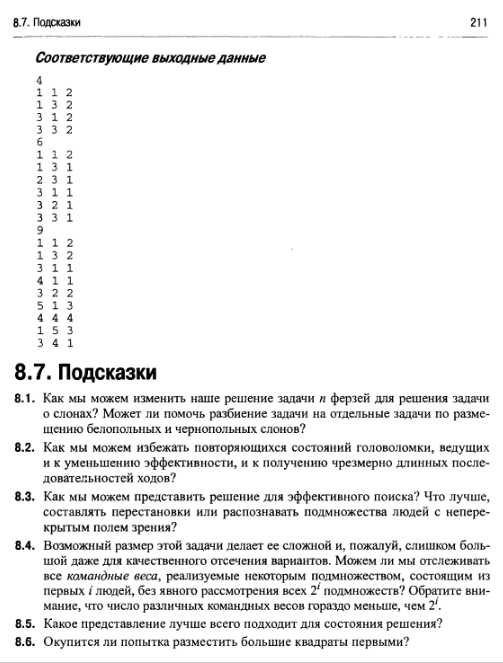 8.7. Подсказки 211
Соответствующие выходные данные
4
1 1 2
1 3 2
3 1 2
3 3 2
6
1 1 2
1 3 1
2 3 1
3 1 1
3 2 1
3 3 1
9
1 1 2
1 3 2
3 1 1
4 1 1
3 2 2
5 1 3
4 4 4
1 5 3
3 4 1
8.7. Подсказки
8.1. Как мы можем изменить наше решение задачи n ферзей для решения задачи
о слонах? Может ли помочь разбиение задачи на отдельные задачи по разме-
щению белопольных и чернопольных слонов?
8.2. Как мы можем избежать повторяющихся состояний головоломки, ведущих
и к уменьшению эффективности, и к получению чрезмерно длинных после-
довательностей ходов?
8.3. Как мы можем представить решение для эффективного поиска? Что лучше,
составлять перестановки или распознавать подмножества людей с непере-
крытым полем зрения?
8.4. Возможный размер этой задачи делает ее сложной и, пожалуй, слишком боль-
шой даже для качественного отсечения вариантов. Можем ли мы отслеживать
все командные веса, реализуемые некоторым подмножеством, состоящим из
первых i людей, без явного рассмотрения всех 2^i подмножеств? Обратите вни-
мание, что число различных командных весов гораздо меньше, чем 2^i.
8.5. Какое представление лучше всего подходит для состояния решения?
8.6. Окупится ли попытка разместить большие квадраты первыми?